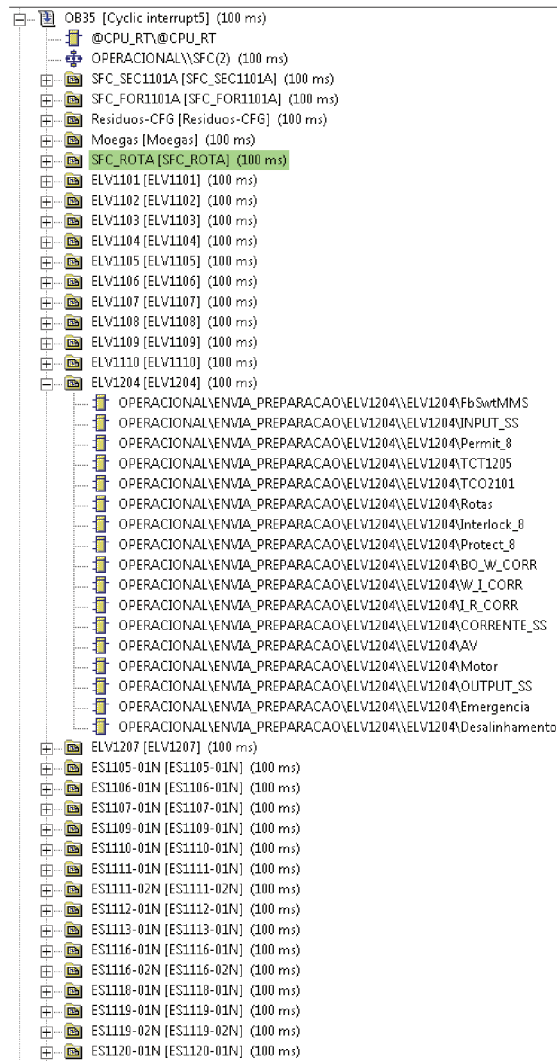 OB35 [Cyclic interrupt5] (100 ms)
@CPU_RT\@CPU_RT
OPERACIONAL\\SFC(2) (100 ms)
SFC_SEC1101A [SFC_SEC1101A] (100 ms)
SFC_FOR1101A [SFC_FOR1101A] (100 ms)
Residuos-CFG [Residuos-CFG] (100 ms)
Moegas [Moegas] (100 ms)
SFC_ROTA [SFC_ROTA] (100 ms)
ELV1101 [ELV1101] (100 ms)
ELV1102 [ELV1102] (100 ms)
ELV1103 [ELV1103] (100 ms)
ELV1104 [ELV1104] (100 ms)
ELV1105 [ELV1105] (100 ms)
ELV1106 [ELV1106] (100 ms)
ELV1107 [ELV1107] (100 ms)
ELV1108 [ELV1108] (100 ms)
ELV1109 [ELV1109] (100 ms)
ELV1110 [ELV1110] (100 ms)
ELV1204 [ELV1204] (100 ms)
OPERACIONAL\ENVIA_PREPARACAO\ELV1204\\ELV1204\FbSwtMMS
OPERACIONAL\ENVIA_PREPARACAO\ELV1204\\ELV1204\INPUT_SS
OPERACIONAL\ENVIA_PREPARACAO\ELV1204\\ELV1204\Permit_8
OPERACIONAL\ENVIA_PREPARACAO\ELV1204\\ELV1204\TCT1205
OPERACIONAL\ENVIA_PREPARACAO\ELV1204\\ELV1204\TCO2101
OPERACIONAL\ENVIA_PREPARACAO\ELV1204\\ELV1204\Rotas
OPERACIONAL\ENVIA_PREPARACAO\ELV1204\\ELV1204\Interlock_8
OPERACIONAL\ENVIA_PREPARACAO\ELV1204\\ELV1204\Protect_8
OPERACIONAL\ENVIA_PREPARACAO\ELV1204\\ELV1204\BO_W_CORR
OPERACIONAL\ENVIA_PREPARACAO\ELV1204\\ELV1204\W_I_CORR
OPERACIONAL\ENVIA_PREPARACAO\ELV1204\\ELV1204\I_R_CORR
OPERACIONAL\ENVIA_PREPARACAO\ELV1204\\ELV1204\CORRENTE_SS
OPERACIONAL\ENVIA_PREPARACAO\ELV1204\\ELV1204\AV
OPERACIONAL\ENVIA_PREPARACAO\ELV1204\\ELV1204\Motor
OPERACIONAL\ENVIA_PREPARACAO\ELV1204\\ELV1204\OUTPUT_SS
OPERACIONAL\ENVIA_PREPARACAO\ELV1204\\ELV1204\Emergencia
OPERACIONAL\ENVIA_PREPARACAO\ELV1204\\ELV1204\Desalinhamento
ELV1207 [ELV1207] (100 ms)
ES1105-01N [ES1105-01N] (100 ms)
ES1106-01N [ES1106-01N] (100 ms)
ES1107-01N [ES1107-01N] (100 ms)
ES1109-01N [ES1109-01N] (100 ms)
ES1110-01N [ES1110-01N] (100 ms)
ES1111-01N [ES1111-01N] (100 ms)
ES1111-02N [ES1111-02N] (100 ms)
ES1112-01N [ES1112-01N] (100 ms)
ES1113-01N [ES1113-01N] (100 ms)
ES1116-01N [ES1116-01N] (100 ms)
ES1116-02N [ES1116-02N] (100 ms)
ES1118-01N [ES1118-01N] (100 ms)
ES1119-01N [ES1119-01N] (100 ms)
ES1119-02N [ES1119-02N] (100 ms)
ES1120-01N [ES1120-01N] (100 ms)